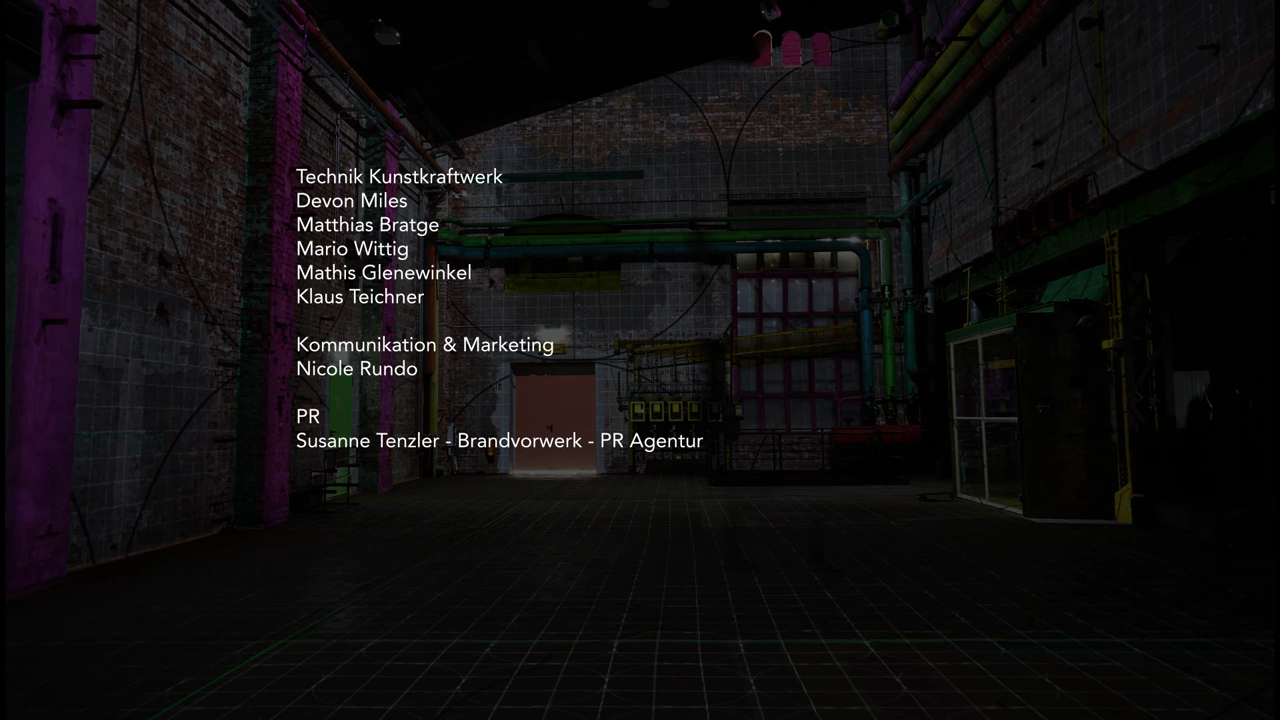 Technik Kunstkraftwerk
Devon Miles
Matthias Bratge
Mario Wittig
Mathis Glenewinkel
Klaus Teichner
Kommunikation & Marketing
Nicole Rundo
PR
Susanne Tenzler - Brandvorwerk - PR Agentur